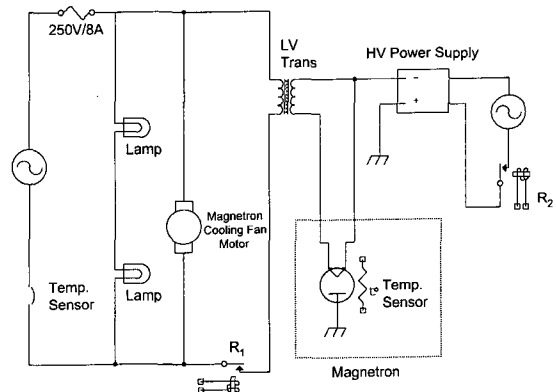 250V/8A
LV
Trans
HV Power Supply
−
+
Lamp
Magnetron
Cooling Fan
Motor
R2
Temp.
Sensor
Lamp
Temp.
Sensor
t°
R1
Magnetron